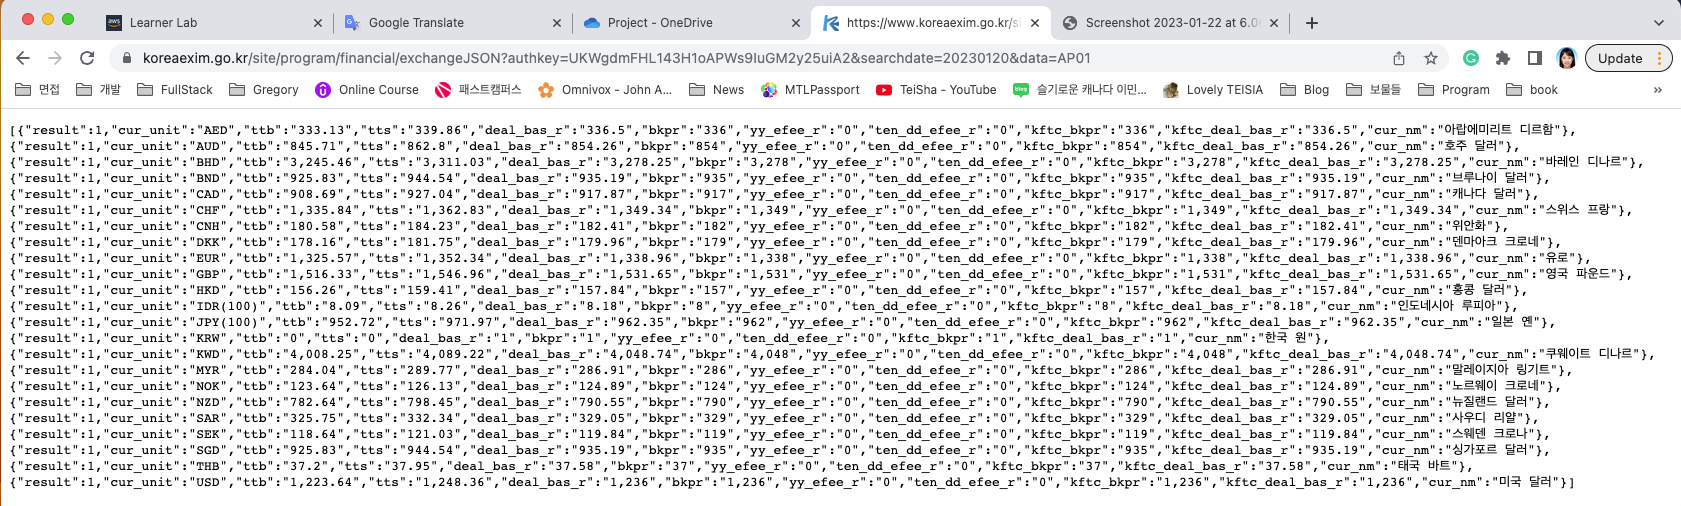 Learner Lab
Google Translate
Project - OneDrive
https://www.koreaexim.go.kr/si
Screenshot 2023-01-22 at 6.0
koreaexim.go.kr/site/program/financial/exchangeJSON?authkey=UKWgdmFHL143H1oAPWs9IuGM2y25uiA2&searchdate=20230120&data=AP01
Update
면접 개발 FullStack Gregory Online Course 패스트캠퍼스 Omnivox - John A... News MTLPassport TeiSha - YouTube 슬기로운 캐나다 이민... Lovely TEISIA Blog 보물들 Program book »
[{"result":1,"cur_unit":"AED","ttb":"333.13","tts":"339.86","deal_bas_r":"336.5","bkpr":"336","yy_efee_r":"0","ten_dd_efee_r":"0","kftc_bkpr":"336","kftc_deal_bas_r":"336.5","cur_nm":"아랍에미리트 디르함"},
{"result":1,"cur_unit":"AUD","ttb":"845.71","tts":"862.8","deal_bas_r":"854.26","bkpr":"854","yy_efee_r":"0","ten_dd_efee_r":"0","kftc_bkpr":"854","kftc_deal_bas_r":"854.26","cur_nm":"호주 달러"},
{"result":1,"cur_unit":"BHD","ttb":"3,245.46","tts":"3,311.03","deal_bas_r":"3,278.25","bkpr":"3,278","yy_efee_r":"0","ten_dd_efee_r":"0","kftc_bkpr":"3,278","kftc_deal_bas_r":"3,278.25","cur_nm":"바레인 디나르"},
{"result":1,"cur_unit":"BND","ttb":"925.83","tts":"944.54","deal_bas_r":"935.19","bkpr":"935","yy_efee_r":"0","ten_dd_efee_r":"0","kftc_bkpr":"935","kftc_deal_bas_r":"935.19","cur_nm":"브루나이 달러"},
{"result":1,"cur_unit":"CAD","ttb":"908.69","tts":"927.04","deal_bas_r":"917.87","bkpr":"917","yy_efee_r":"0","ten_dd_efee_r":"0","kftc_bkpr":"917","kftc_deal_bas_r":"917.87","cur_nm":"캐나다 달러"},
{"result":1,"cur_unit":"CHF","ttb":"1,335.84","tts":"1,362.83","deal_bas_r":"1,349.34","bkpr":"1,349","yy_efee_r":"0","ten_dd_efee_r":"0","kftc_bkpr":"1,349","kftc_deal_bas_r":"1,349.34","cur_nm":"스위스 프랑"},
{"result":1,"cur_unit":"CNH","ttb":"180.58","tts":"184.23","deal_bas_r":"182.41","bkpr":"182","yy_efee_r":"0","ten_dd_efee_r":"0","kftc_bkpr":"182","kftc_deal_bas_r":"182.41","cur_nm":"위안화"},
{"result":1,"cur_unit":"DKK","ttb":"178.16","tts":"181.75","deal_bas_r":"179.96","bkpr":"179","yy_efee_r":"0","ten_dd_efee_r":"0","kftc_bkpr":"179","kftc_deal_bas_r":"179.96","cur_nm":"덴마아크 크로네"},
{"result":1,"cur_unit":"EUR","ttb":"1,325.57","tts":"1,352.34","deal_bas_r":"1,338.96","bkpr":"1,338","yy_efee_r":"0","ten_dd_efee_r":"0","kftc_bkpr":"1,338","kftc_deal_bas_r":"1,338.96","cur_nm":"유로"},
{"result":1,"cur_unit":"GBP","ttb":"1,516.33","tts":"1,546.96","deal_bas_r":"1,531.65","bkpr":"1,531","yy_efee_r":"0","ten_dd_efee_r":"0","kftc_bkpr":"1,531","kftc_deal_bas_r":"1,531.65","cur_nm":"영국 파운드"},
{"result":1,"cur_unit":"HKD","ttb":"156.26","tts":"159.41","deal_bas_r":"157.84","bkpr":"157","yy_efee_r":"0","ten_dd_efee_r":"0","kftc_bkpr":"157","kftc_deal_bas_r":"157.84","cur_nm":"홍콩 달러"},
{"result":1,"cur_unit":"IDR(100)","ttb":"8.09","tts":"8.26","deal_bas_r":"8.18","bkpr":"8","yy_efee_r":"0","ten_dd_efee_r":"0","kftc_bkpr":"8","kftc_deal_bas_r":"8.18","cur_nm":"인도네시아 루피아"},
{"result":1,"cur_unit":"JPY(100)","ttb":"952.72","tts":"971.97","deal_bas_r":"962.35","bkpr":"962","yy_efee_r":"0","ten_dd_efee_r":"0","kftc_bkpr":"962","kftc_deal_bas_r":"962.35","cur_nm":"일본 옌"},
{"result":1,"cur_unit":"KRW","ttb":"0","tts":"0","deal_bas_r":"1","bkpr":"1","yy_efee_r":"0","ten_dd_efee_r":"0","kftc_bkpr":"1","kftc_deal_bas_r":"1","cur_nm":"한국 원"},
{"result":1,"cur_unit":"KWD","ttb":"4,008.25","tts":"4,089.22","deal_bas_r":"4,048.74","bkpr":"4,048","yy_efee_r":"0","ten_dd_efee_r":"0","kftc_bkpr":"4,048","kftc_deal_bas_r":"4,048.74","cur_nm":"쿠웨이트 디나르"},
{"result":1,"cur_unit":"MYR","ttb":"284.04","tts":"289.77","deal_bas_r":"286.91","bkpr":"286","yy_efee_r":"0","ten_dd_efee_r":"0","kftc_bkpr":"286","kftc_deal_bas_r":"286.91","cur_nm":"말레이지아 링기트"},
{"result":1,"cur_unit":"NOK","ttb":"123.64","tts":"126.13","deal_bas_r":"124.89","bkpr":"124","yy_efee_r":"0","ten_dd_efee_r":"0","kftc_bkpr":"124","kftc_deal_bas_r":"124.89","cur_nm":"노르웨이 크로네"},
{"result":1,"cur_unit":"NZD","ttb":"782.64","tts":"798.45","deal_bas_r":"790.55","bkpr":"790","yy_efee_r":"0","ten_dd_efee_r":"0","kftc_bkpr":"790","kftc_deal_bas_r":"790.55","cur_nm":"뉴질랜드 달러"},
{"result":1,"cur_unit":"SAR","ttb":"325.75","tts":"332.34","deal_bas_r":"329.05","bkpr":"329","yy_efee_r":"0","ten_dd_efee_r":"0","kftc_bkpr":"329","kftc_deal_bas_r":"329.05","cur_nm":"사우디 리얄"},
{"result":1,"cur_unit":"SEK","ttb":"118.64","tts":"121.03","deal_bas_r":"119.84","bkpr":"119","yy_efee_r":"0","ten_dd_efee_r":"0","kftc_bkpr":"119","kftc_deal_bas_r":"119.84","cur_nm":"스웨덴 크로나"},
{"result":1,"cur_unit":"SGD","ttb":"925.83","tts":"944.54","deal_bas_r":"935.19","bkpr":"935","yy_efee_r":"0","ten_dd_efee_r":"0","kftc_bkpr":"935","kftc_deal_bas_r":"935.19","cur_nm":"싱가포르 달러"},
{"result":1,"cur_unit":"THB","ttb":"37.2","tts":"37.95","deal_bas_r":"37.58","bkpr":"37","yy_efee_r":"0","ten_dd_efee_r":"0","kftc_bkpr":"37","kftc_deal_bas_r":"37.58","cur_nm":"태국 바트"},
{"result":1,"cur_unit":"USD","ttb":"1,223.64","tts":"1,248.36","deal_bas_r":"1,236","bkpr":"1,236","yy_efee_r":"0","ten_dd_efee_r":"0","kftc_bkpr":"1,236","kftc_deal_bas_r":"1,236","cur_nm":"미국 달러"}]